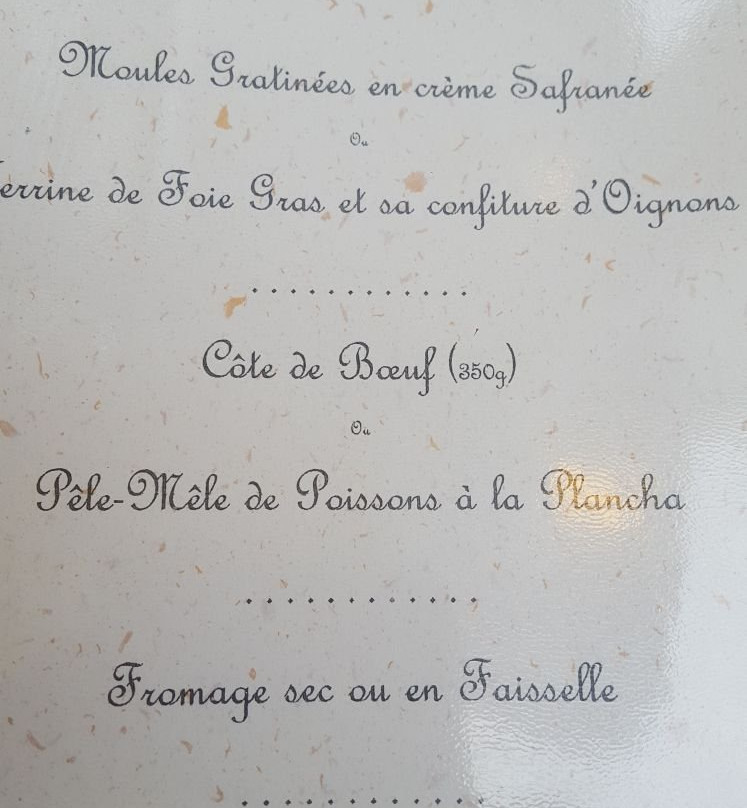 Moules Gratinées en crème Safranée
Ou
errine de Foie Gras et sa confiture d'Oignons
............
Côte de Bœuf (350g)
Ou
Pêle-Mêle de Poissons à la Plancha
............
Fromage sec ou en Faisselle
............